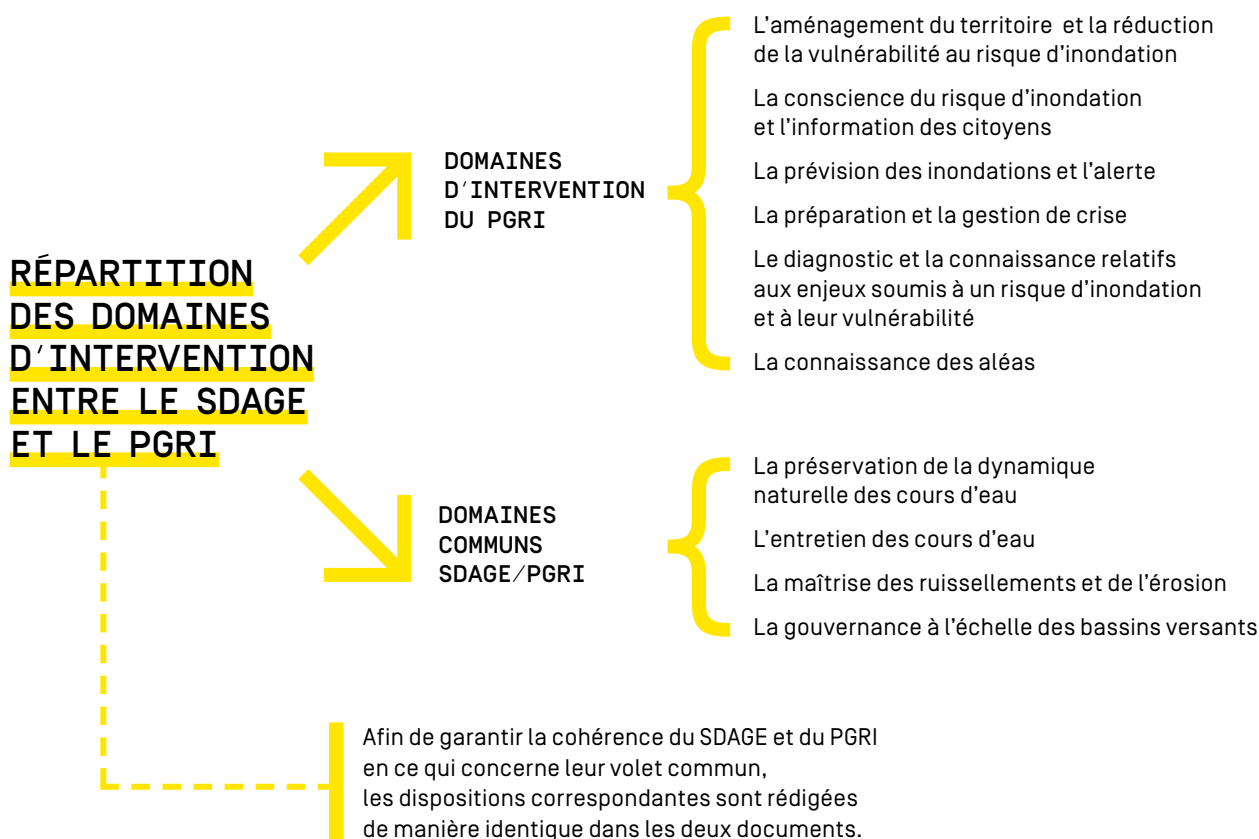 RÉPARTITION
DES DOMAINES
D'INTERVENTION
ENTRE LE SDAGE
ET LE PGRI
DOMAINES
D'INTERVENTION
DU PGRI
L'aménagement du territoire et la réduction
de la vulnérabilité au risque d'inondation
La conscience du risque d'inondation
et l'information des citoyens
La prévision des inondations et l'alerte
La préparation et la gestion de crise
Le diagnostic et la connaissance relatifs
aux enjeux soumis à un risque d'inondation
et à leur vulnérabilité
La connaissance des aléas
DOMAINES
COMMUNS
SDAGE/PGRI
La préservation de la dynamique
naturelle des cours d'eau
L'entretien des cours d'eau
La maîtrise des ruissellements et de l'érosion
La gouvernance à l'échelle des bassins versants
Afin de garantir la cohérence du SDAGE et du PGRI
en ce qui concerne leur volet commun,
les dispositions correspondantes sont rédigées
de manière identique dans les deux documents.